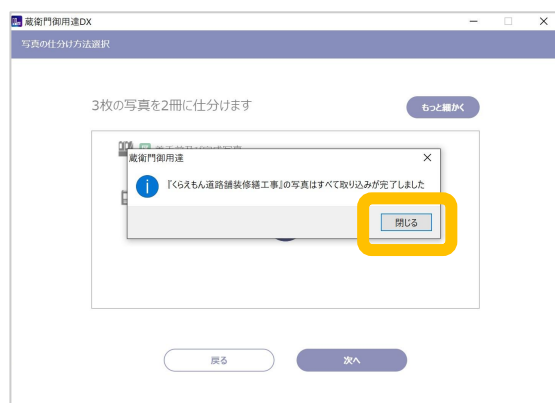 蔵衛門御用達DX
写真の仕分け方法選択
3枚の写真を2冊に仕分けます
もっと細かく
蔵衛門御用達
『くらえもん道路舗装修繕工事』の写真はすべて取り込みが完了しました
閉じる
戻る
次へ